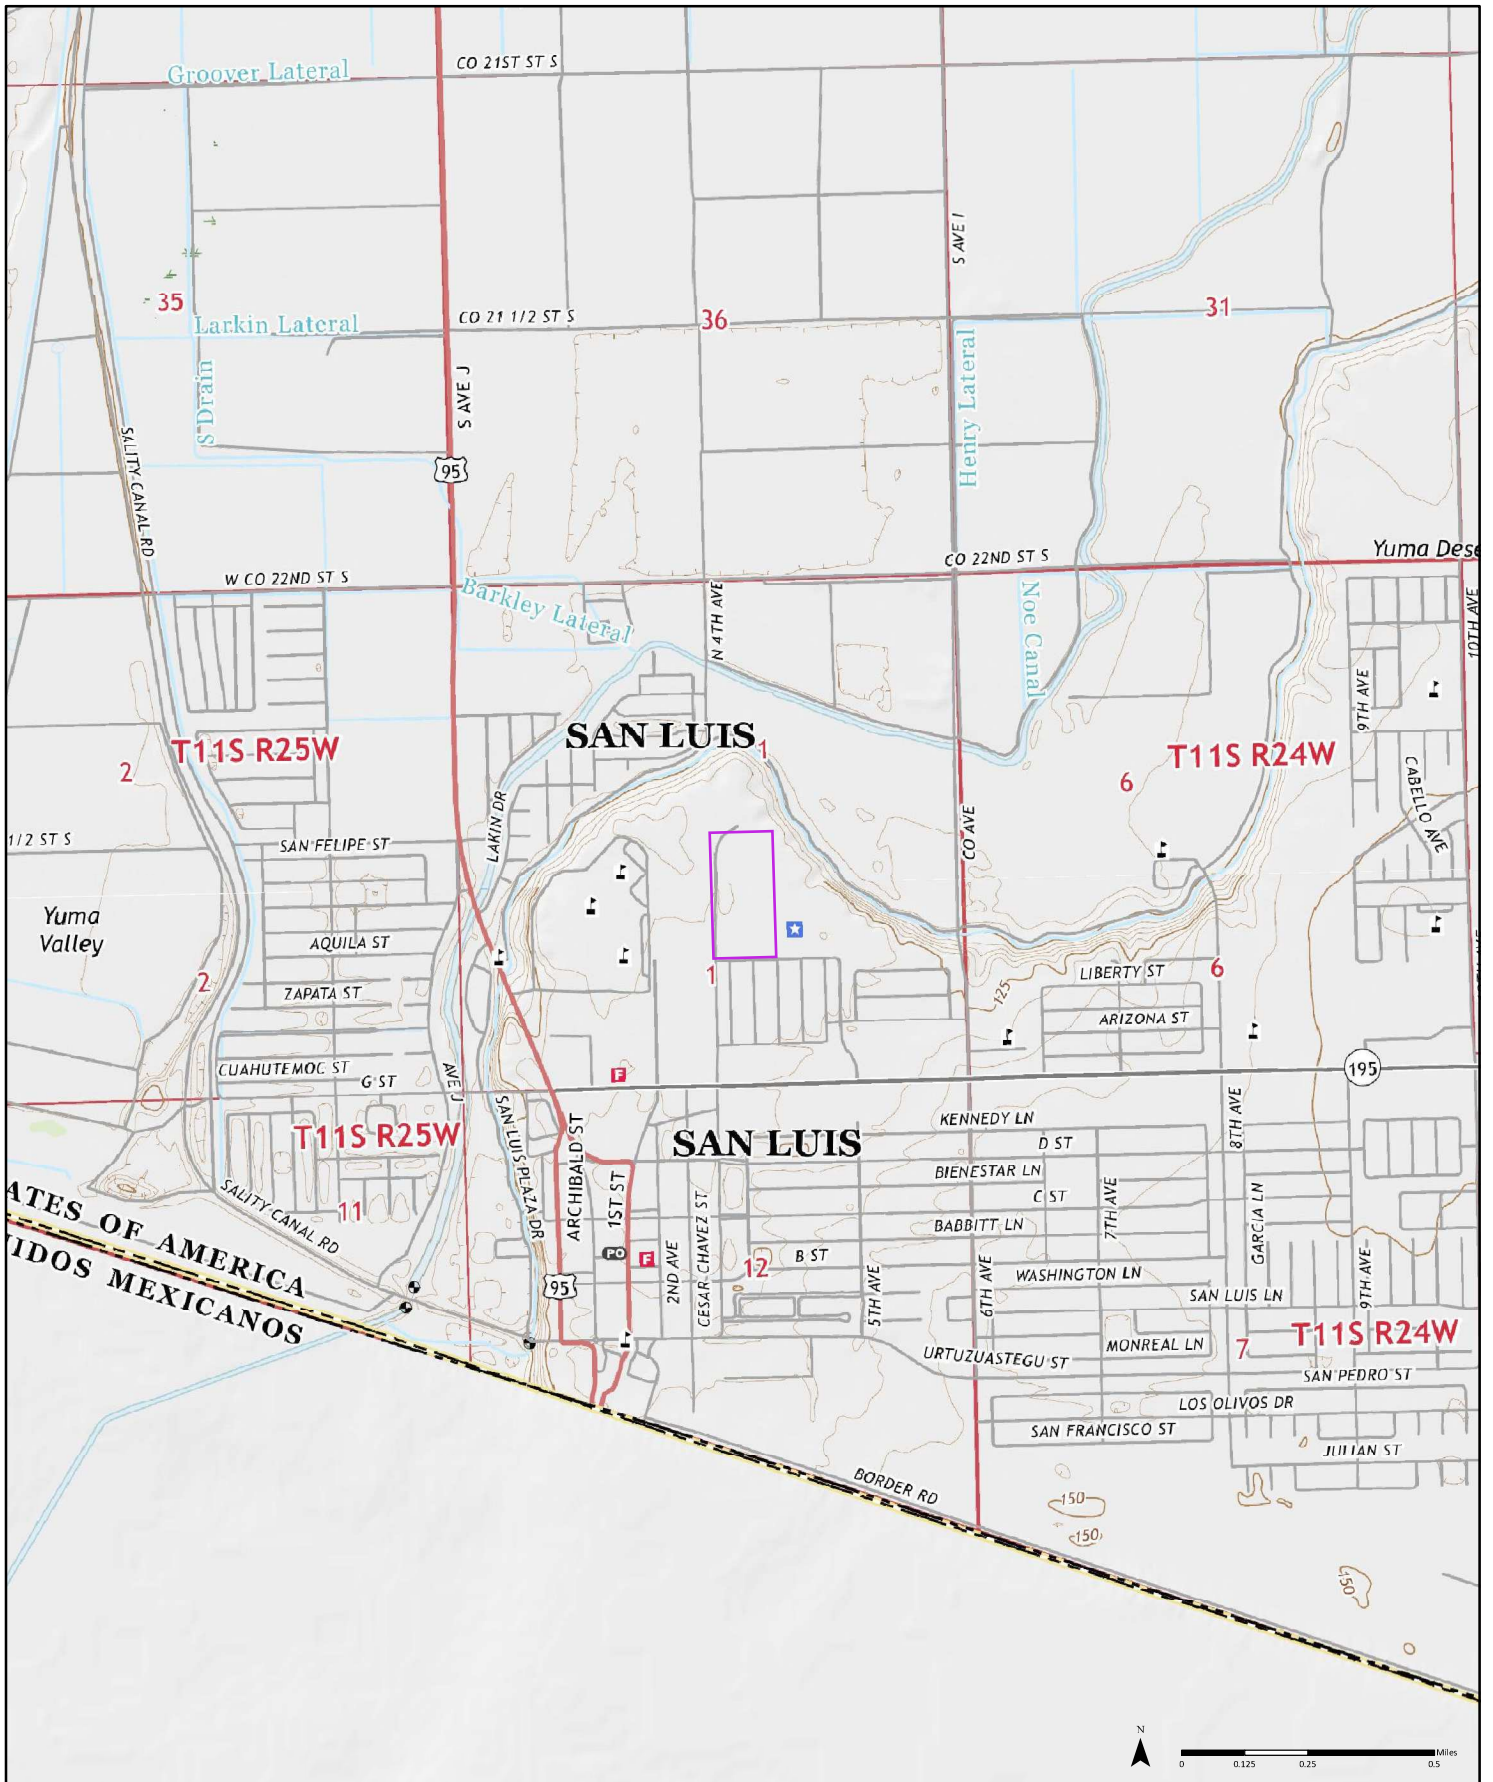 CO 21ST ST S
Groover Lateral
S AVE I
35
Larkin Lateral
CO 21 1/2 ST S
36
31
S Drain
S AVE J
Henry Lateral
SALITY CANAL RD
95
W CO 22ND ST S
CO 22ND ST S
Yuma Dese
Barkley Lateral
N 4TH AVE
Noe Canal
10TH AVE
9TH AVE
SAN LUIS
T11S R25W
2
1
T11S R24W
6
LAKIN DR
CO AVE
CABELLO AVE
1/2 ST S
SAN FELIPE ST
Yuma
Valley
AQUILA ST
2
ZAPATA ST
1
LIBERTY ST
6
125
ARIZONA ST
CUAHUTEMOC ST
G ST
AVE J
F
195
SAN LUIS PLAZA DR
ARCHIBALD ST
KENNEDY LN
8TH AVE
T11S R25W
SAN LUIS
D ST
BIENESTAR LN
1ST ST
CESAR CHAVEZ ST
C ST
7TH AVE
GARCIA LN
SALITY CANAL RD
11
BABBITT LN
ATES OF AMERICA
IDOS MEXICANOS
PO
F
2ND AVE
B ST
12
5TH AVE
6TH AVE
WASHINGTON LN
9TH AVE
95
SAN LUIS LN
MONREAL LN
7
T11S R24W
URTUZUASTEGU ST
SAN PEDRO ST
LOS OLIVOS DR
SAN FRANCISCO ST
JULIAN ST
BORDER RD
150
150
150
N
Miles
0
0.125
0.25
0.5